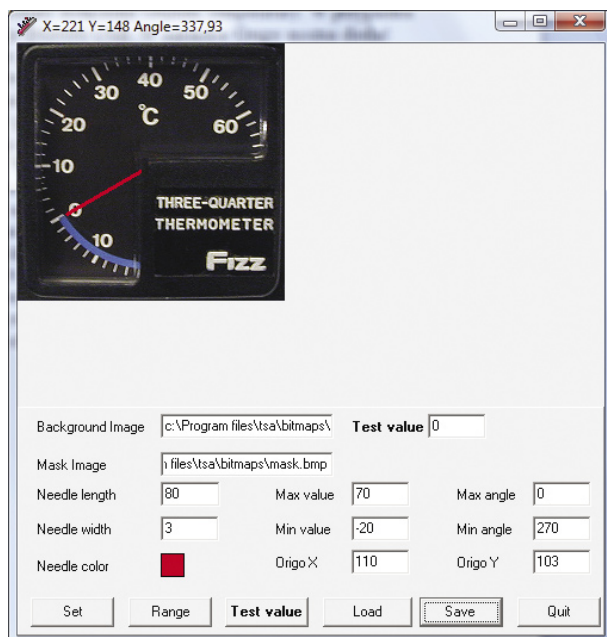 X=221 Y=148 Angle=337,93
40
30 50
°C
20 60
10
0
10
THREE-QUARTER
THERMOMETER
FIZZ
Background Image c:\Program files\tsa\bitmaps\ Test value 0
Mask Image files\tsa\bitmaps\mask.bmp
Needle length 80 Max value 70 Max angle 0
Needle width 3 Min value -20 Min angle 270
Needle color Origo X 110 Origo Y 103
Set Range Test value Load Save Quit